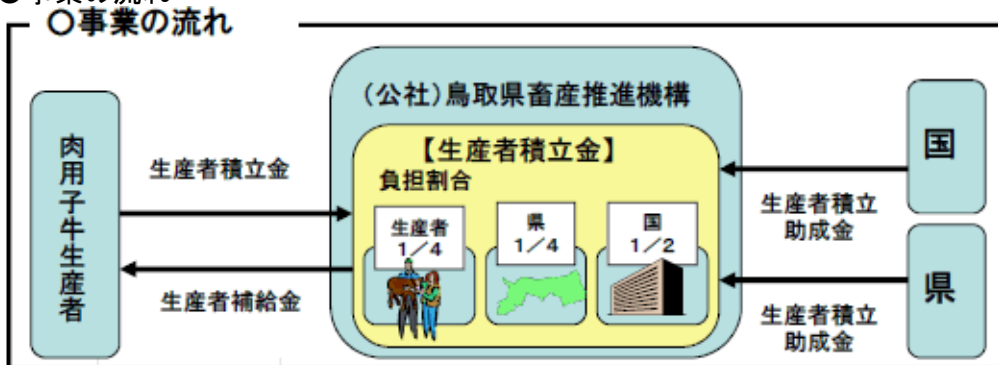 〇事業の流れ
(公社)鳥取県畜産推進機構
【生産者積立金】
負担割合
生産者
1/4
県
1/4
国
1/2
肉用子牛生産者
生産者積立金
生産者補給金
国
生産者積立
助成金
県
生産者積立
助成金